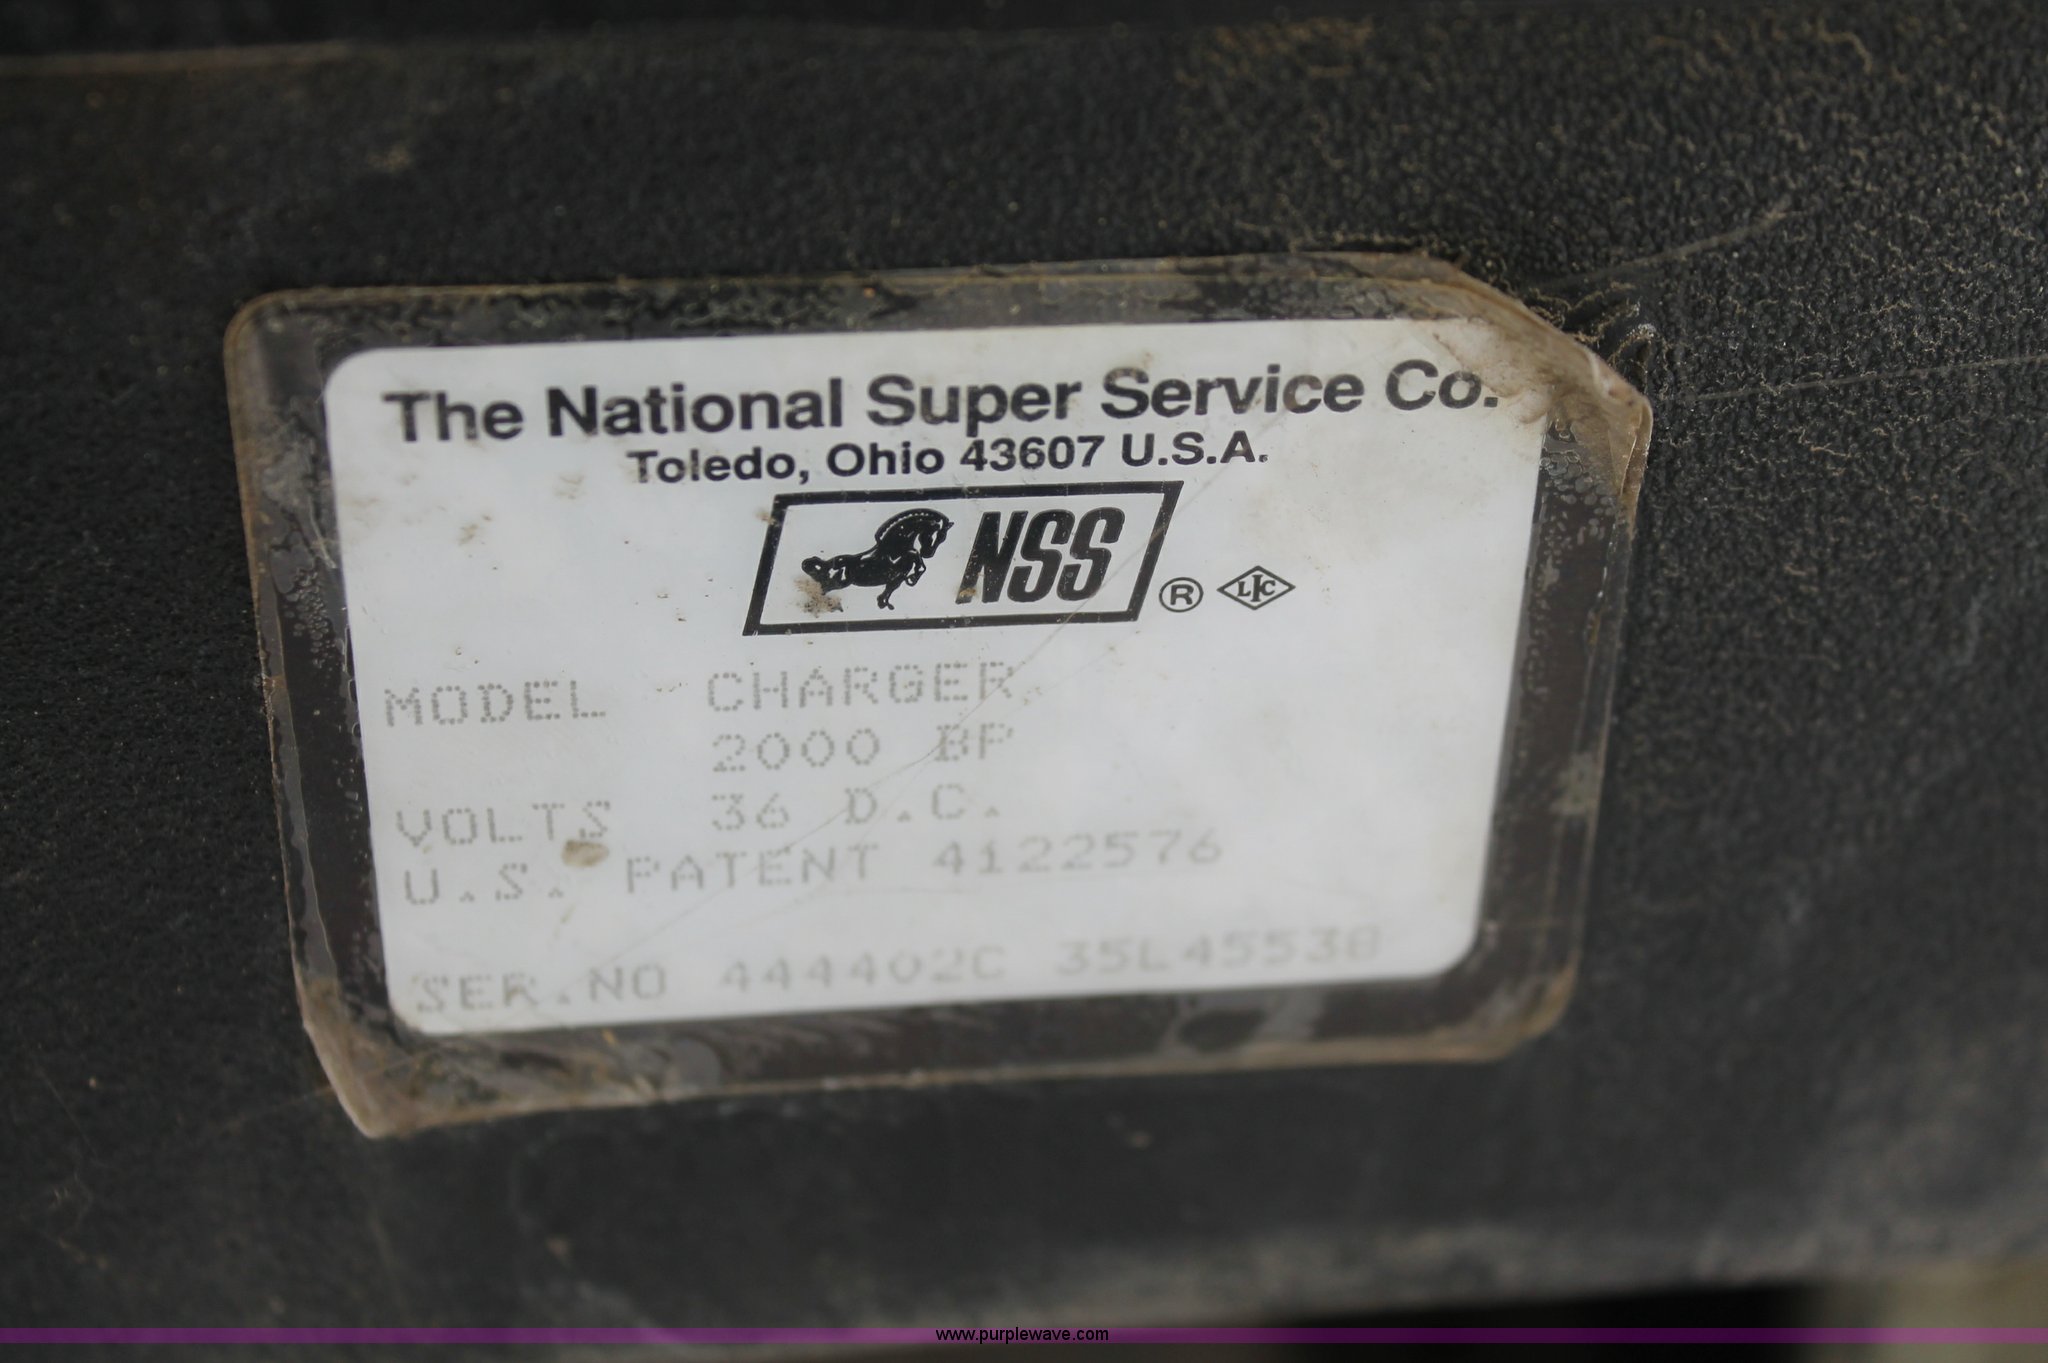 The National Super Service Co.
Toledo, Ohio 43607 U.S.A.
NSS ® LIC
MODEL CHARGER
2000 BP
VOLTS 36 D.C.
U.S. PATENT 4122576
SER.NO 444402C 35L45538
www.purplewave.com